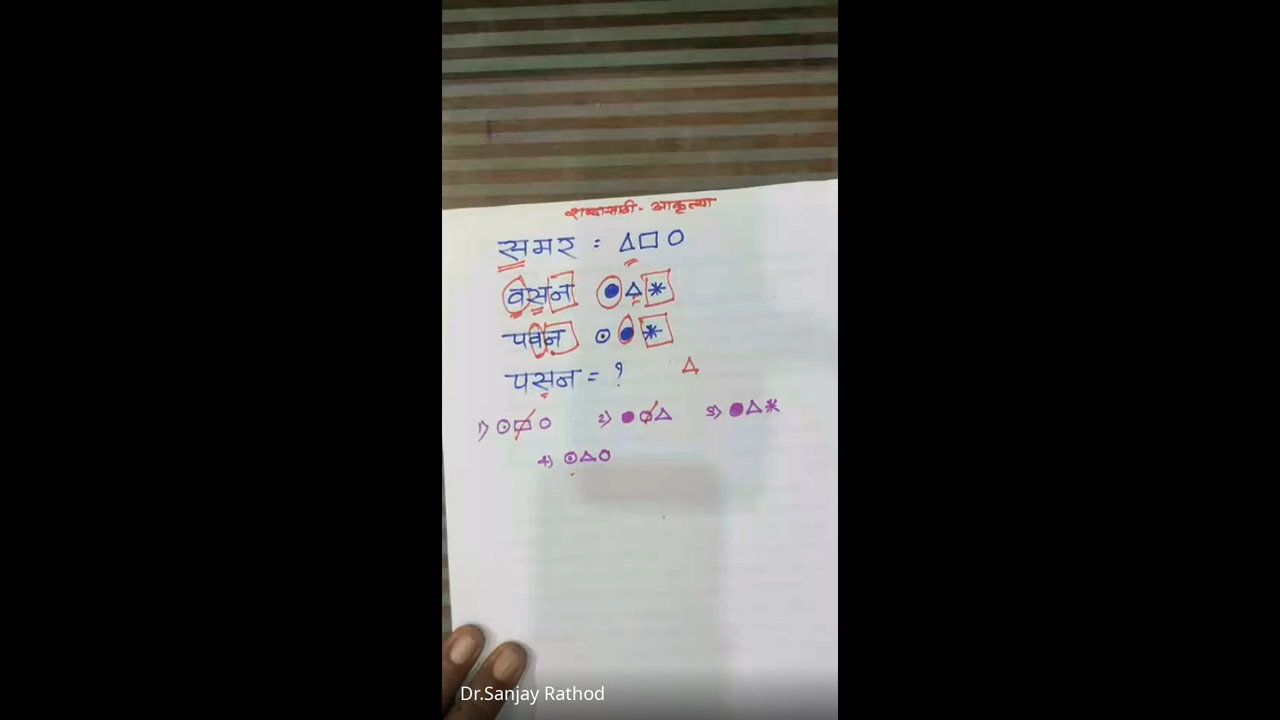 शब्दासाठी - आकृत्या
समर = △□○
वसन ●△*
पवन ⊙●*
पसन = ? △
1) ⊙□○ 2) ●○△ 3) ●△*
4) ⊙△○
Dr.Sanjay Rathod